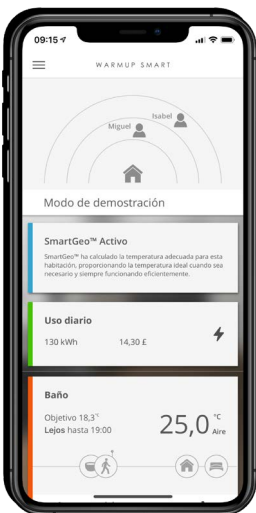 09:15
WARMUP SMART
Isabel
Miguel
Modo de demostración
SmartGeo™ Activo
SmartGeo™ ha calculado la temperatura adecuada para esta
habitación, proporcionando la temperatura ideal cuando sea
necesario y siempre funcionando eficientemente.
Uso diario
130 kWh 14,30 £
Baño
Objetivo 18,3°
Lejos hasta 19:00
25,0 °C
Aire